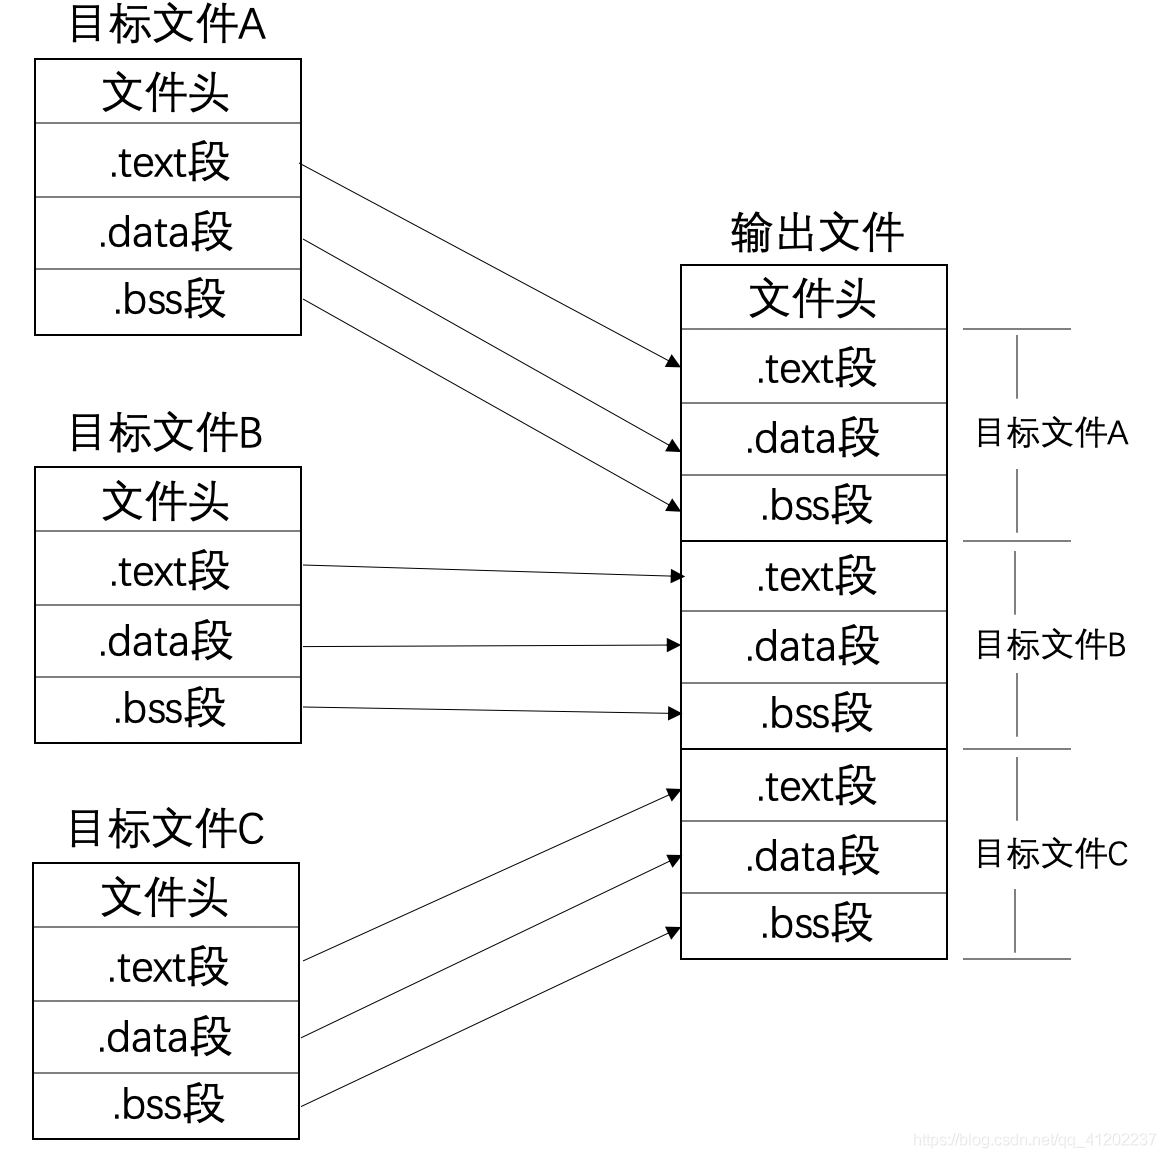 目标文件A
文件头
.text段
.data段
.bss段
目标文件B
文件头
.text段
.data段
.bss段
目标文件C
文件头
.text段
.data段
.bss段
输出文件
文件头
.text段
.data段
.bss段
.text段
.data段
.bss段
.text段
.data段
.bss段
目标文件A
目标文件B
目标文件C
https://blog.csdn.net/qq_41202237